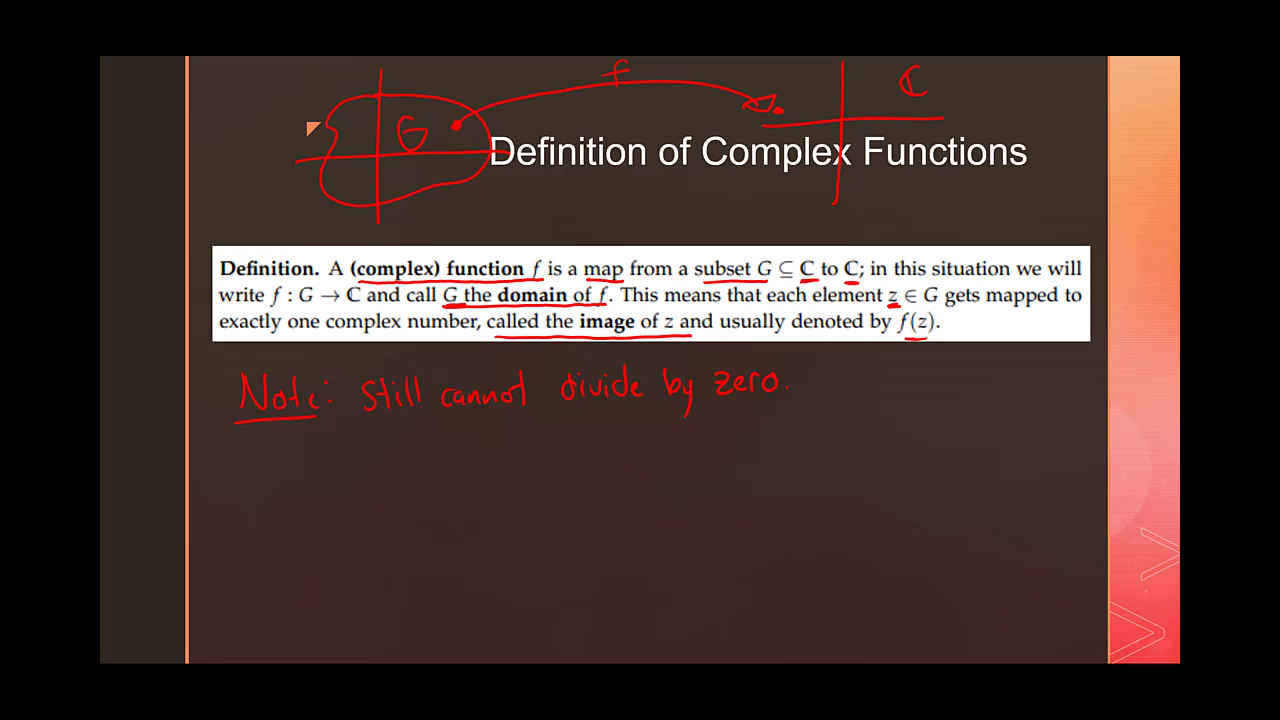 f
ℂ
G
Definition of Complex Functions
Definition. A (complex) function f is a map from a subset G ⊆ C to C; in this situation we will
write f : G → C and call G the domain of f. This means that each element z ∈ G gets mapped to
exactly one complex number, called the image of z and usually denoted by f(z).
Note: Still cannot divide by zero.